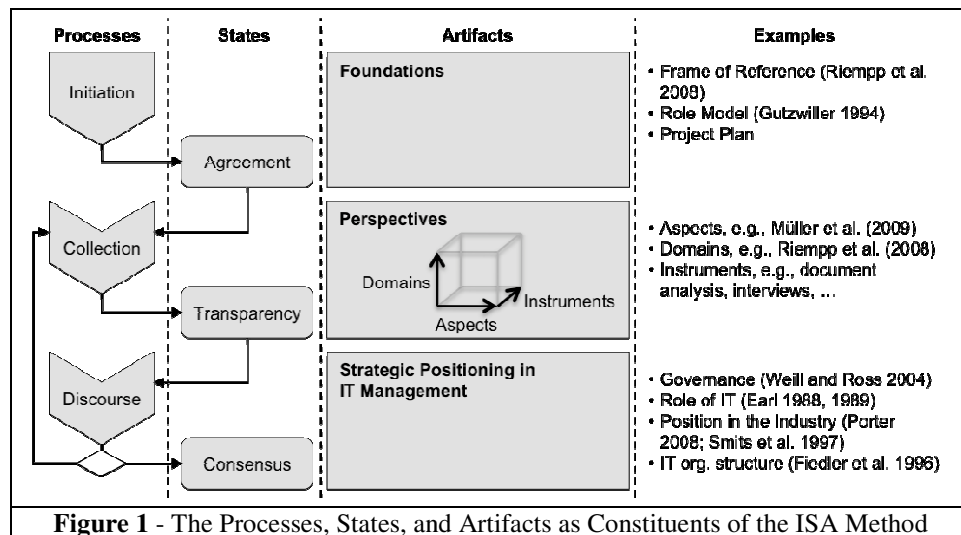 Processes
States
Artifacts
Examples
Initiation
Agreement
Foundations
• Frame of Reference (Riempp et al.
2008)
• Role Model (Gutzwiller 1994)
• Project Plan
Collection
Transparency
Perspectives
Domains
Instruments
Aspects
• Aspects, e.g., Müller et al. (2009)
• Domains, e.g., Riempp et al. (2008)
• Instruments, e.g., document
analysis, interviews, ...
Discourse
Consensus
Strategic Positioning in
IT Management
• Governance (Weill and Ross 2004)
• Role of IT (Earl 1988, 1989)
• Position in the Industry (Porter
2008; Smits et al. 1997)
• IT org. structure (Fiedler et al. 1996)
Figure 1 - The Processes, States, and Artifacts as Constituents of the ISA Method